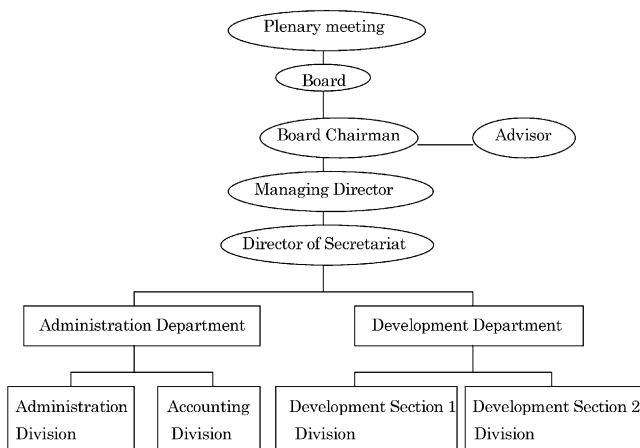 Plenary meeting
Board
Board Chairman
Advisor
Managing Director
Director of Secretariat
Administration Department
Development Department
Administration
Division
Accounting
Division
Development Section 1
Division
Development Section 2
Division